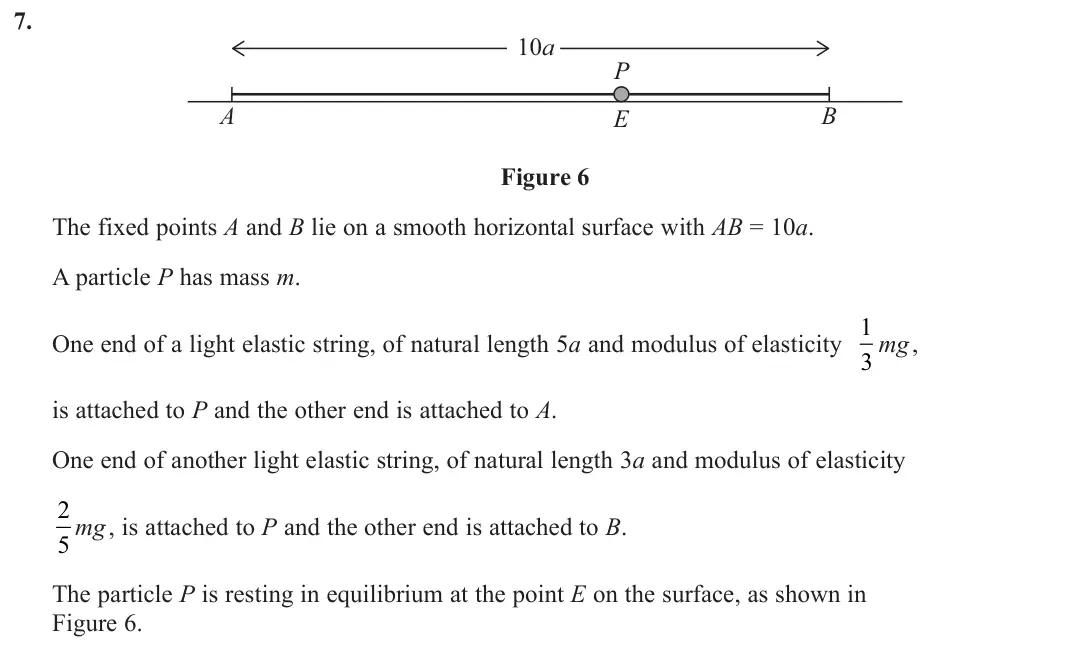 7.
10a
P
A
E
B
Figure 6
The fixed points A and B lie on a smooth horizontal surface with AB = 10a.
A particle P has mass m.
One end of a light elastic string, of natural length 5a and modulus of elasticity 1/3 mg,
is attached to P and the other end is attached to A.
One end of another light elastic string, of natural length 3a and modulus of elasticity
2/5 mg, is attached to P and the other end is attached to B.
The particle P is resting in equilibrium at the point E on the surface, as shown in
Figure 6.